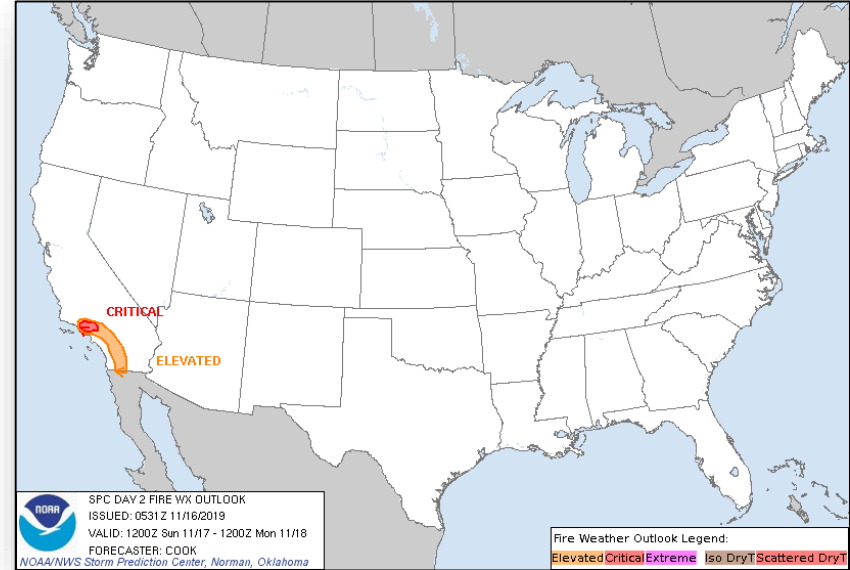 CRITICAL
ELEVATED
NOAA
SPC DAY 2 FIRE WX OUTLOOK
ISSUED: 0531Z 11/16/2019
VALID: 1200Z Sun 11/17 - 1200Z Mon 11/18
FORECASTER: COOK
NOAA/NWS Storm Prediction Center, Norman, Oklahoma
Fire Weather Outlook Legend:
Elevated Critical Extreme Iso DryT Scattered DryT